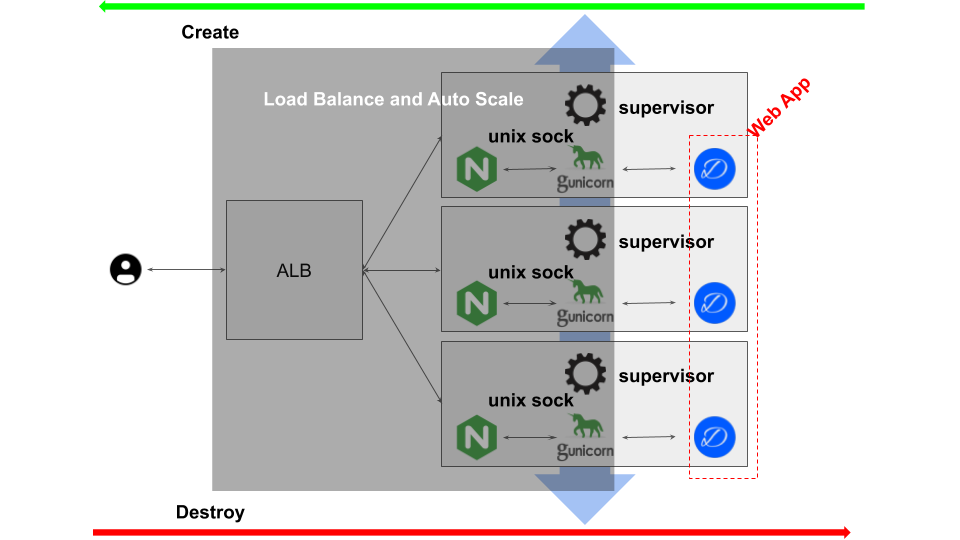 Create
Load Balance and Auto Scale
supervisor
Web App
unix sock
N
gunicorn
D
supervisor
unix sock
ALB
N
gunicorn
D
supervisor
unix sock
N
gunicorn
D
Destroy